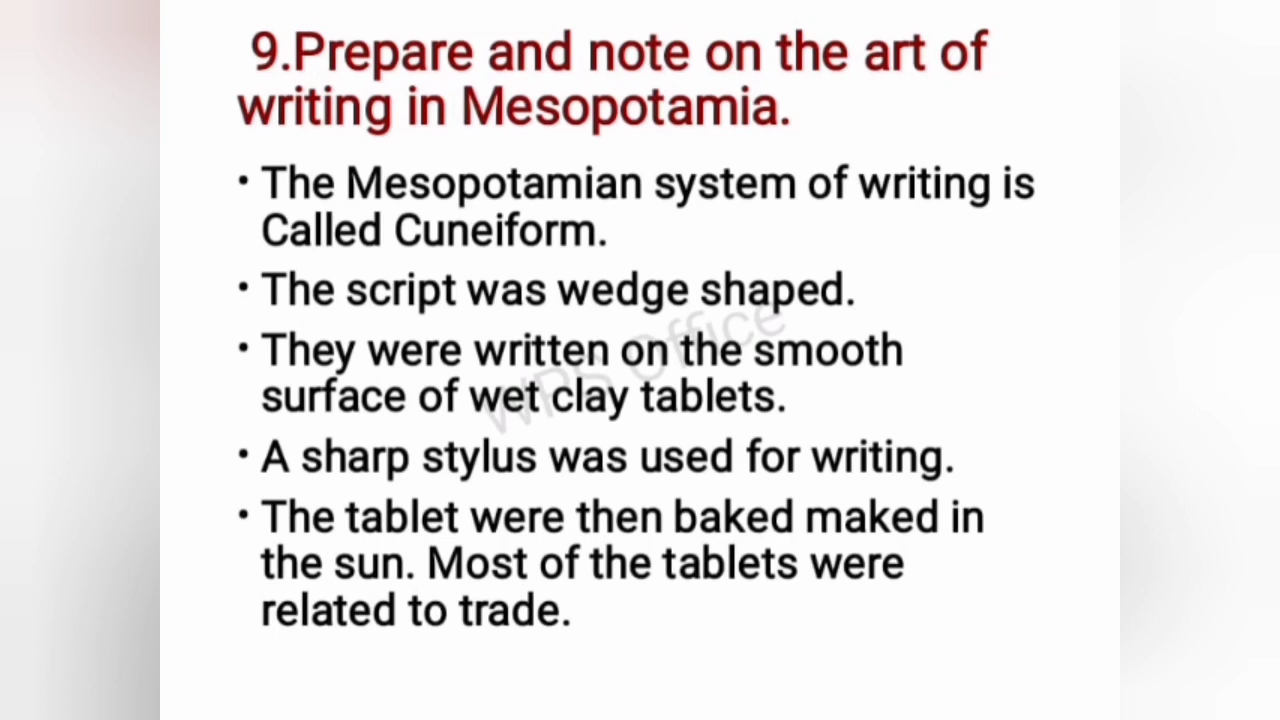 9.Prepare and note on the art of
writing in Mesopotamia.
• The Mesopotamian system of writing is
Called Cuneiform.
• The script was wedge shaped.
• They were written on the smooth
surface of wet clay tablets.
• A sharp stylus was used for writing.
• The tablet were then baked maked in
the sun. Most of the tablets were
related to trade.
WPS Office